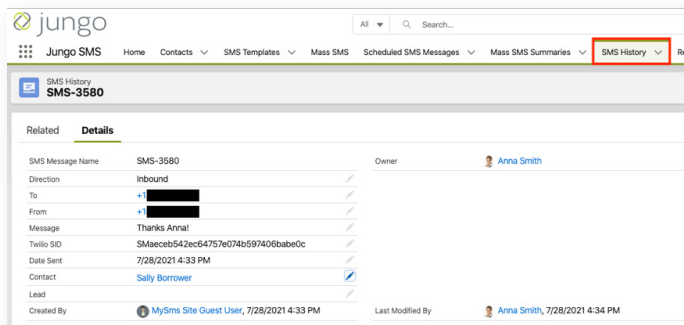 jungo
All Search...
Jungo SMS Home Contacts SMS Templates Mass SMS Scheduled SMS Messages Mass SMS Summaries SMS History Re
SMS History
SMS-3580
Related Details
SMS Message Name SMS-3580 Owner Anna Smith
Direction Inbound
To +1
From +1
Message Thanks Anna!
Twilio SID SMaeceb542ec64757e074b597406babe0c
Date Sent 7/28/2021 4:33 PM
Contact Sally Borrower
Lead
Created By MySms Site Guest User, 7/28/2021 4:33 PM Last Modified By Anna Smith, 7/28/2021 4:34 PM